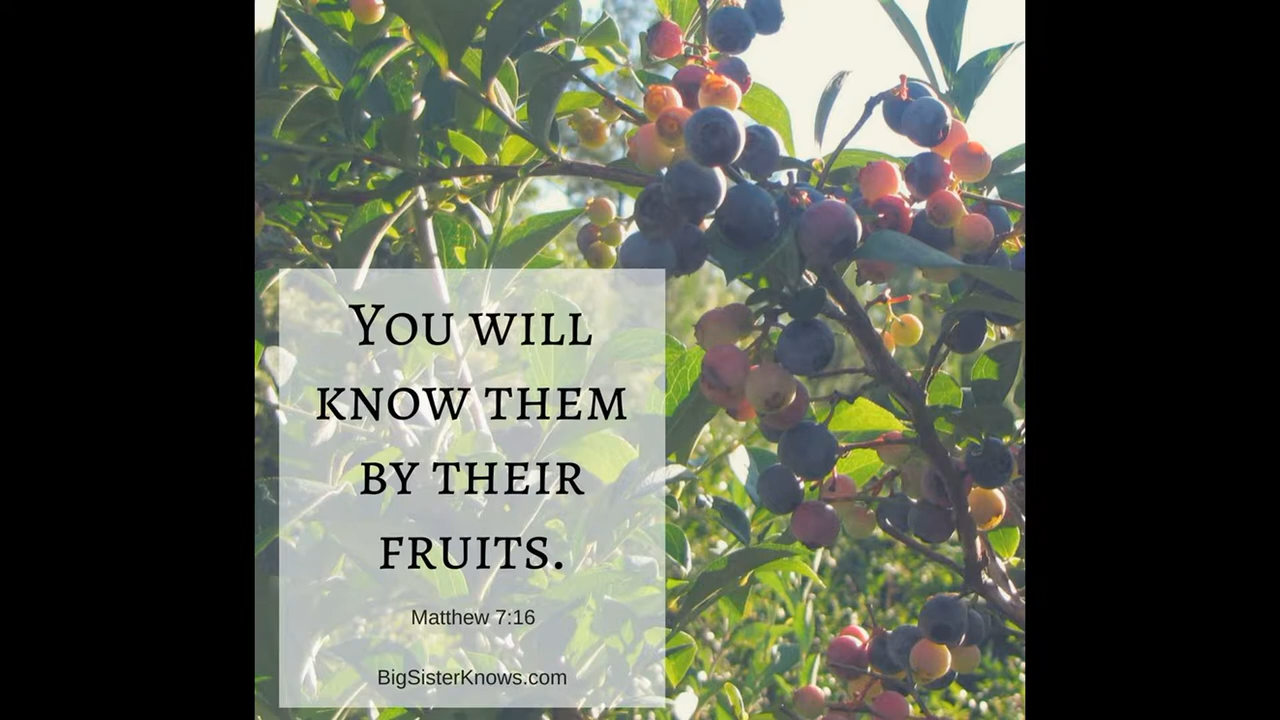 You will
know them
by their
fruits.
Matthew 7:16
BigSisterKnows.com